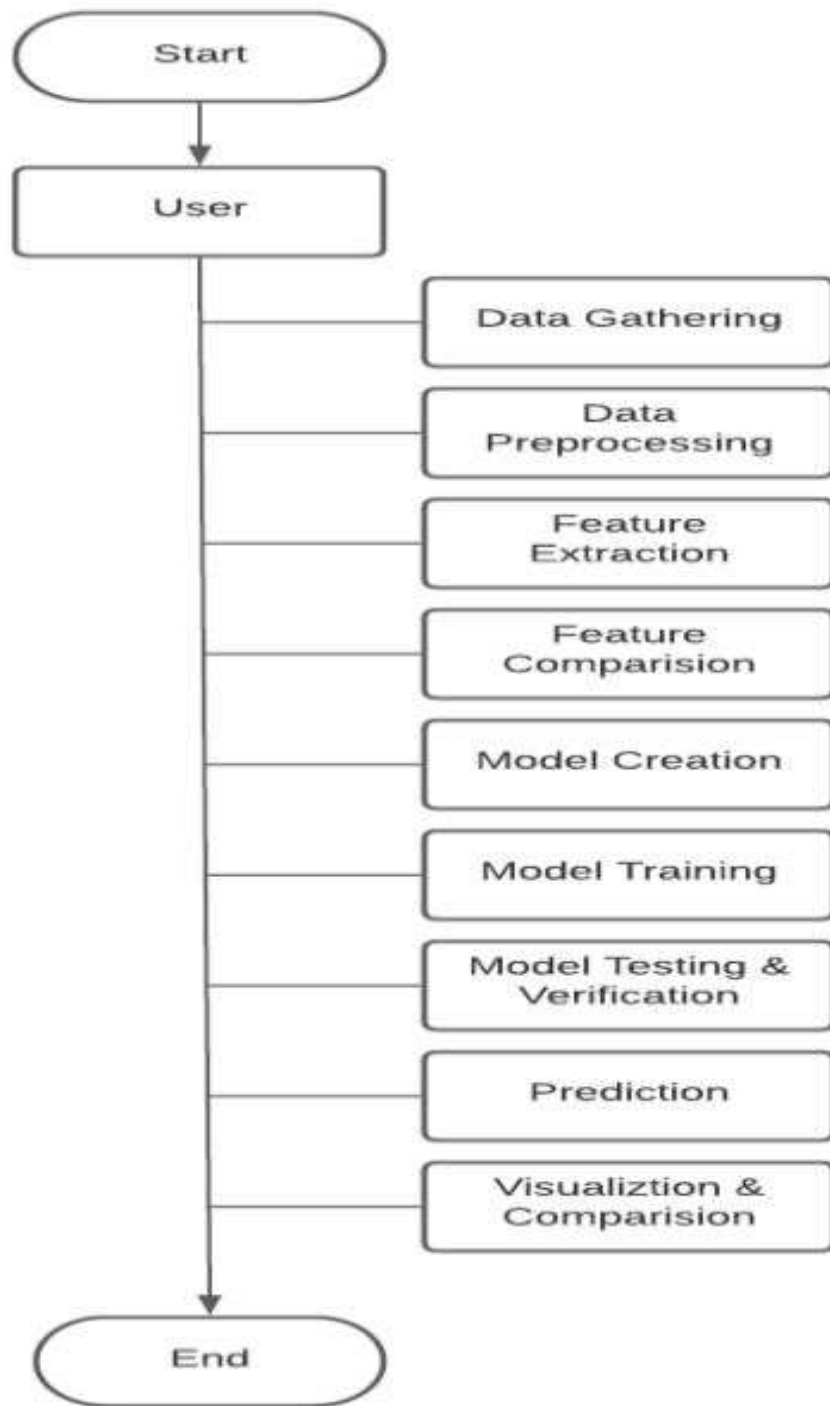 Start
User
Data Gathering
Data
Preprocessing
Feature
Extraction
Feature
Comparision
Model Creation
Model Training
Model Testing &
Verification
Prediction
Visualiztion &
Comparision
End